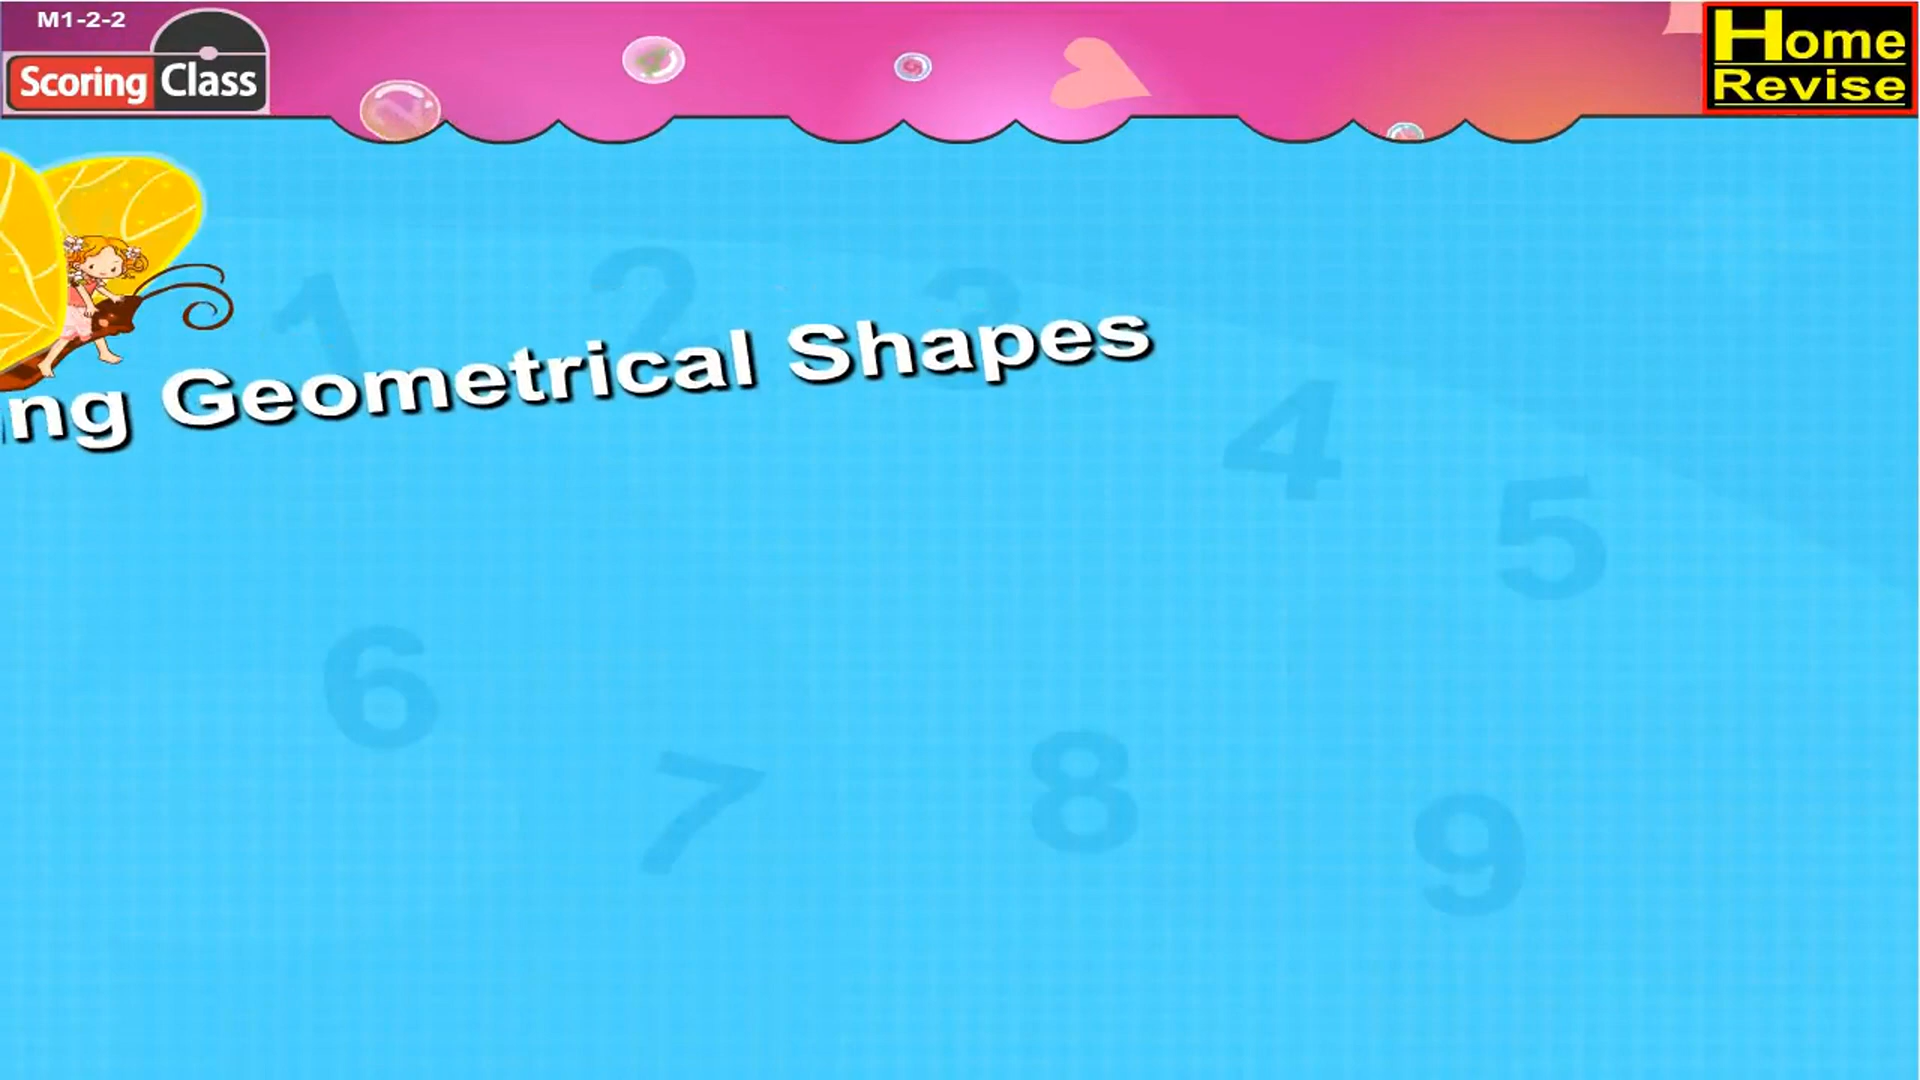 M1-2-2
Scoring Class
Home
Revise
ng Geometrical Shapes
1 2 3
4
5
6
7
8
9